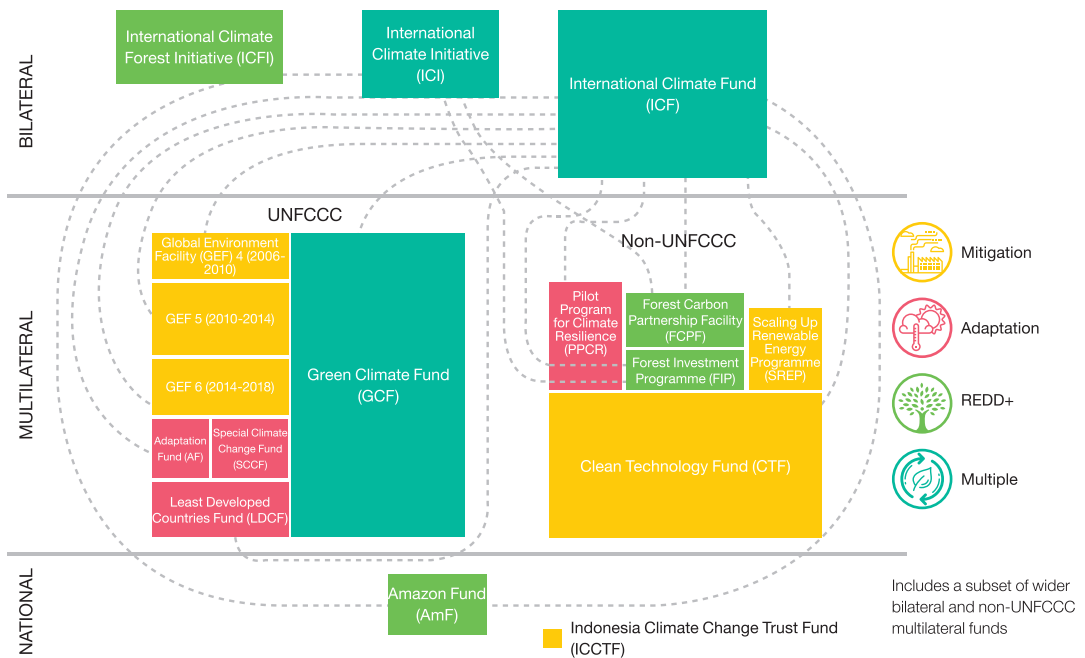 BILATERAL
International Climate
Forest Initiative (ICFI)
International
Climate Initiative
(ICI)
International Climate Fund
(ICF)
MULTILATERAL
UNFCCC
Global Environment
Facility (GEF) 4 (2006-
2010)
GEF 5 (2010-2014)
GEF 6 (2014-2018)
Adaptation
Fund (AF)
Special Climate
Change Fund
(SCCF)
Least Developed
Countries Fund (LDCF)
Green Climate Fund
(GCF)
Non-UNFCCC
Pilot
Program
for Climate
Resilience
(PPCR)
Forest Carbon
Partnership Facility
(FCPF)
Forest Investment
Programme (FIP)
Scaling Up
Renewable
Energy
Programme
(SREP)
Clean Technology Fund (CTF)
Mitigation
Adaptation
REDD+
Multiple
NATIONAL
Amazon Fund
(AmF)
Indonesia Climate Change Trust Fund
(ICCTF)
Includes a subset of wider
bilateral and non-UNFCCC
multilateral funds